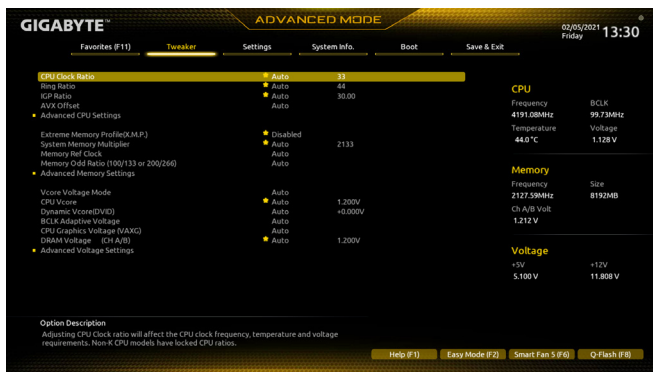 GIGABYTE™
ADVANCED MODE
02/05/2021 Friday 13:30
Favorites (F11) Tweaker Settings System Info. Boot Save & Exit
CPU Clock Ratio Auto 33
Ring Ratio Auto 44
IGP Ratio Auto 30.00
AVX Offset Auto
Advanced CPU Settings
Extreme Memory Profile(X.M.P.) Disabled
System Memory Multiplier Auto 2133
Memory Ref Clock Auto
Memory Odd Ratio (100/133 or 200/266) Auto
Advanced Memory Settings
Vcore Voltage Mode Auto
CPU Vcore Auto 1.200V
Dynamic Vcore(DVID) Auto +0.000V
BCLK Adaptive Voltage Auto
CPU Graphics Voltage (VAXG) Auto
DRAM Voltage (CH A/B) Auto 1.200V
Advanced Voltage Settings
CPU
Frequency BCLK
4191.08MHz 99.73MHz
Temperature Voltage
44.0 °C 1.128 V
Memory
Frequency Size
2127.59MHz 8192MB
Ch A/B Volt
1.212 V
Voltage
+5V +12V
5.100 V 11.808 V
Option Description
Adjusting CPU Clock ratio will affect the CPU clock frequency, temperature and voltage
requirements. Non-K CPU models have locked CPU ratios.
Help (F1) Easy Mode (F2) Smart Fan 5 (F6) Q-Flash (F8)